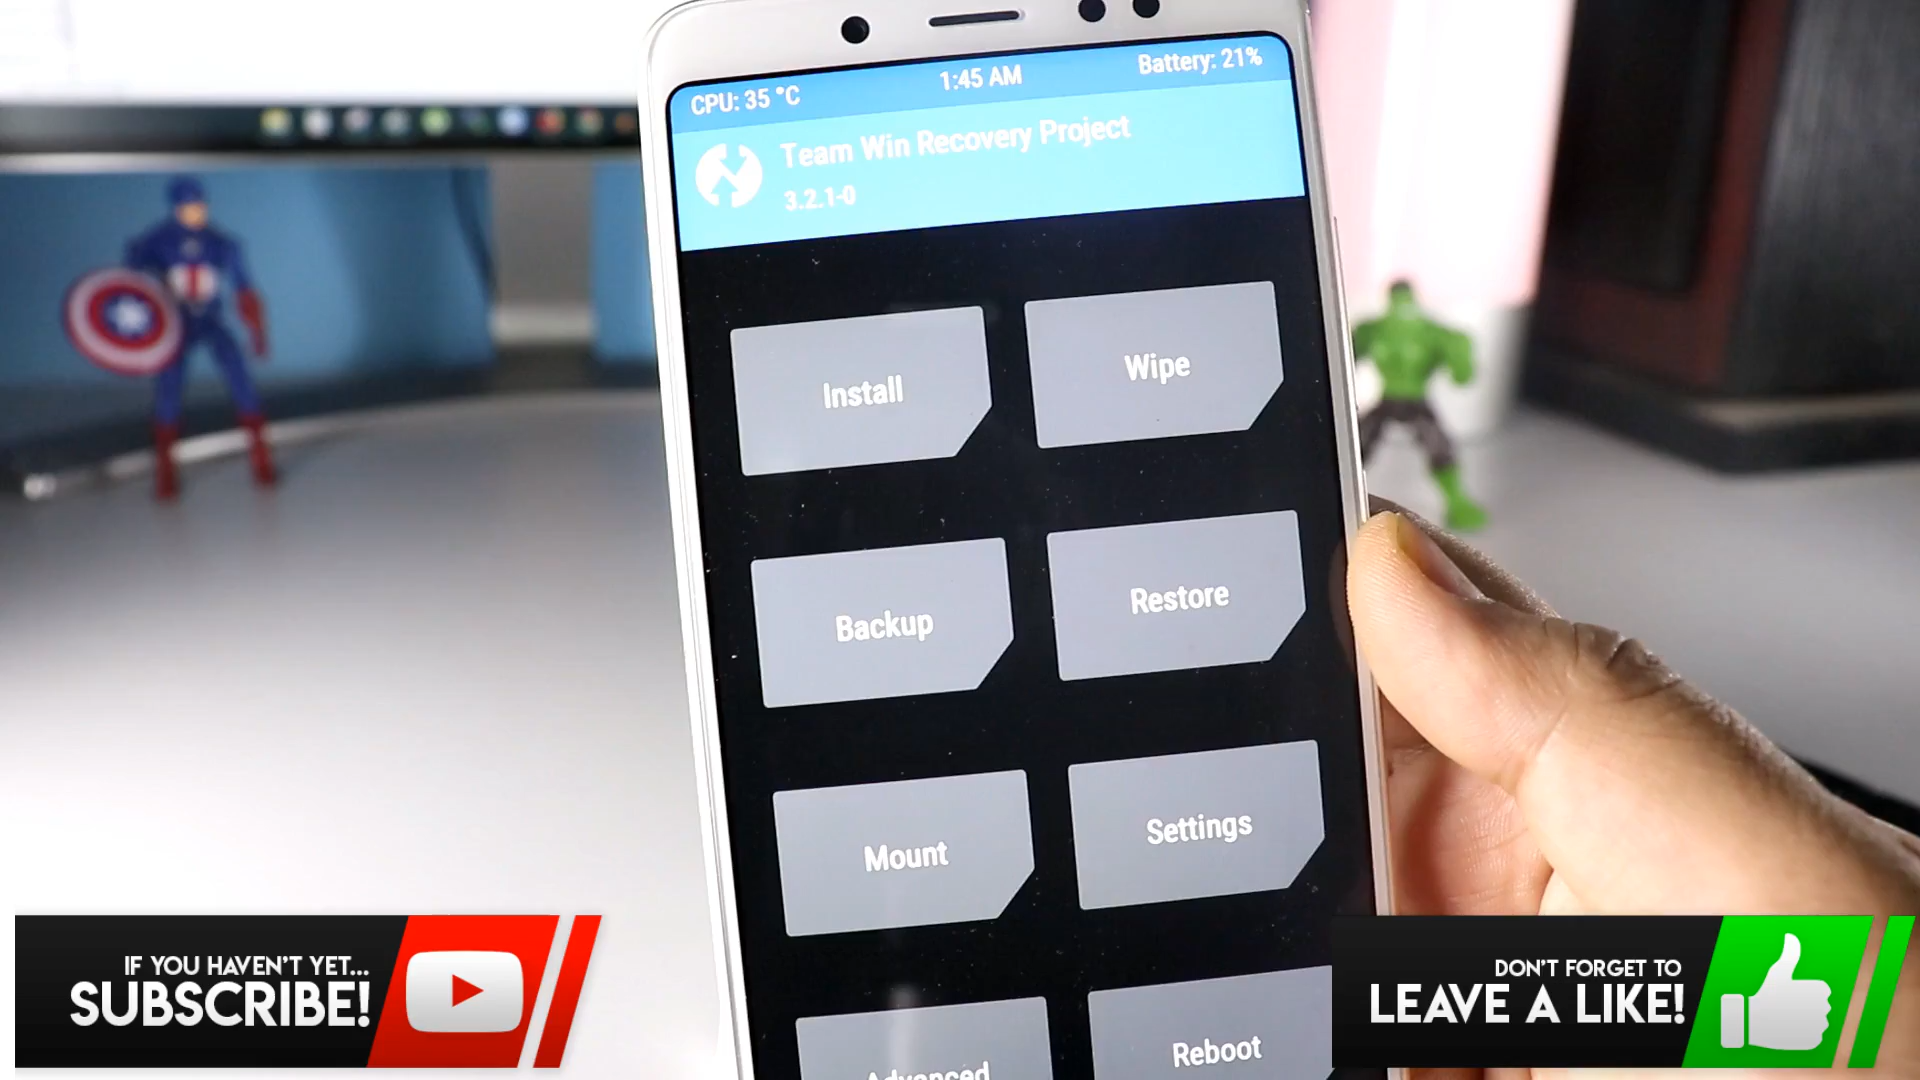 CPU: 35 °C
1:45 AM
Battery: 21%
Team Win Recovery Project
3.2.1-0
Install
Wipe
Backup
Restore
Mount
Settings
Advanced
Reboot
IF YOU HAVEN'T YET...
SUBSCRIBE!
DON'T FORGET TO
LEAVE A LIKE!